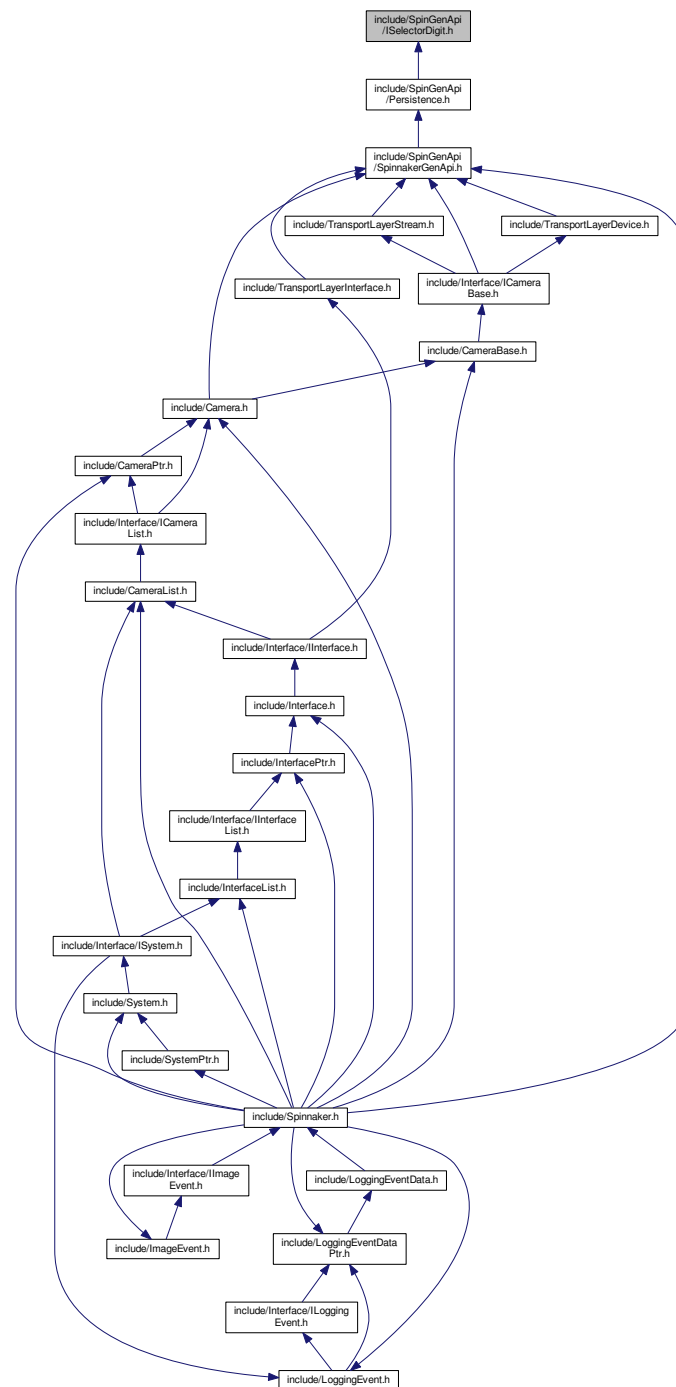 include/SpinGenApi
/ISelectorDigit.h
include/SpinGenApi
/Persistence.h
include/SpinGenApi
/SpinnakerGenApi.h
include/TransportLayerStream.h
include/TransportLayerDevice.h
include/TransportLayerInterface.h
include/Interface/ICamera
Base.h
include/CameraBase.h
include/Camera.h
include/CameraPtr.h
include/Interface/ICamera
List.h
include/CameraList.h
include/Interface/IInterface.h
include/Interface.h
include/InterfacePtr.h
include/Interface/IInterface
List.h
include/InterfaceList.h
include/Interface/ISystem.h
include/System.h
include/SystemPtr.h
include/Spinnaker.h
include/Interface/IImage
Event.h
include/LoggingEventData.h
include/ImageEvent.h
include/LoggingEventData
Ptr.h
include/Interface/ILogging
Event.h
include/LoggingEvent.h